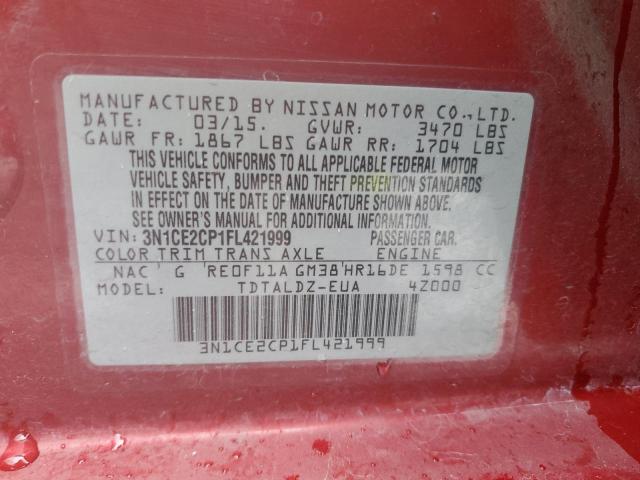 MANUFACTURED BY NISSAN MOTOR CO.,LTD.
DATE: 03/15. GVWR: 3470 LBS
GAWR FR: 1867 LBS GAWR RR: 1704 LBS
THIS VEHICLE CONFORMS TO ALL APPLICABLE FEDERAL MOTOR
VEHICLE SAFETY, BUMPER AND THEFT PREVENTION STANDARDS
IN EFFECT ON THE DATE OF MANUFACTURE SHOWN ABOVE.
SEE OWNER'S MANUAL FOR ADDITIONAL INFORMATION.
VIN: 3N1CE2CP1FL421999 PASSENGER CAR.
COLOR TRIM TRANS AXLE ENGINE
NAC G RE0F11A GM38 HR16DE 1598 CC
MODEL: TDTALDZ-EUA 4Z000
3N1CE2CP1FL421999